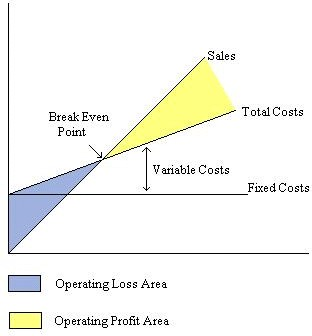 Sales
Break Even
Point
Total Costs
Variable Costs
Fixed Costs
Operating Loss Area
Operating Profit Area